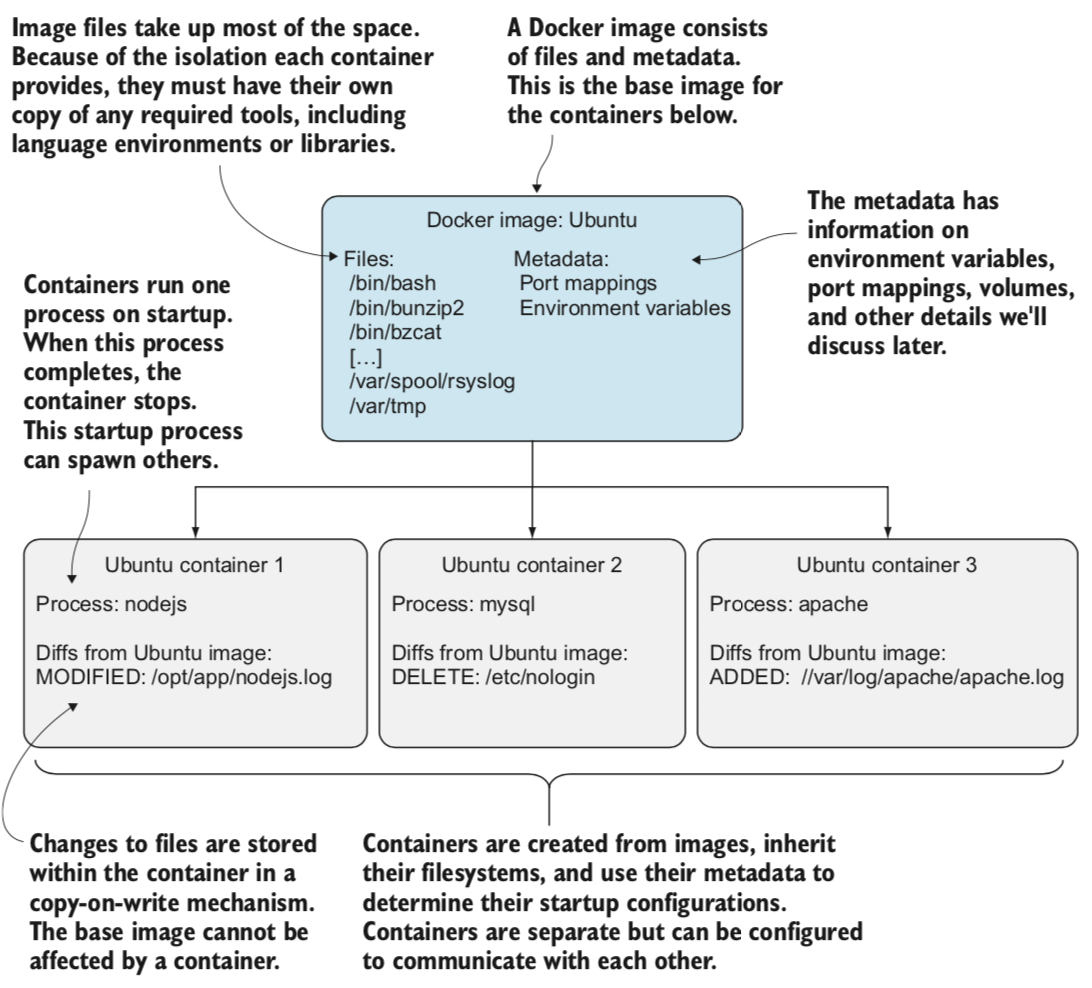 Image files take up most of the space.
Because of the isolation each container
provides, they must have their own
copy of any required tools, including
language environments or libraries.
A Docker image consists
of files and metadata.
This is the base image for
the containers below.
The metadata has
information on
environment variables,
port mappings, volumes,
and other details we'll
discuss later.
Docker image: Ubuntu
Files:
/bin/bash
/bin/bunzip2
/bin/bzcat
[…]
/var/spool/rsyslog
/var/tmp
Metadata:
Port mappings
Environment variables
Containers run one
process on startup.
When this process
completes, the
container stops.
This startup process
can spawn others.
Ubuntu container 1
Process: nodejs
Diffs from Ubuntu image:
MODIFIED: /opt/app/nodejs.log
Ubuntu container 2
Process: mysql
Diffs from Ubuntu image:
DELETE: /etc/nologin
Ubuntu container 3
Process: apache
Diffs from Ubuntu image:
ADDED: //var/log/apache/apache.log
Changes to files are stored
within the container in a
copy-on-write mechanism.
The base image cannot be
affected by a container.
Containers are created from images, inherit
their filesystems, and use their metadata to
determine their startup configurations.
Containers are separate but can be configured
to communicate with each other.